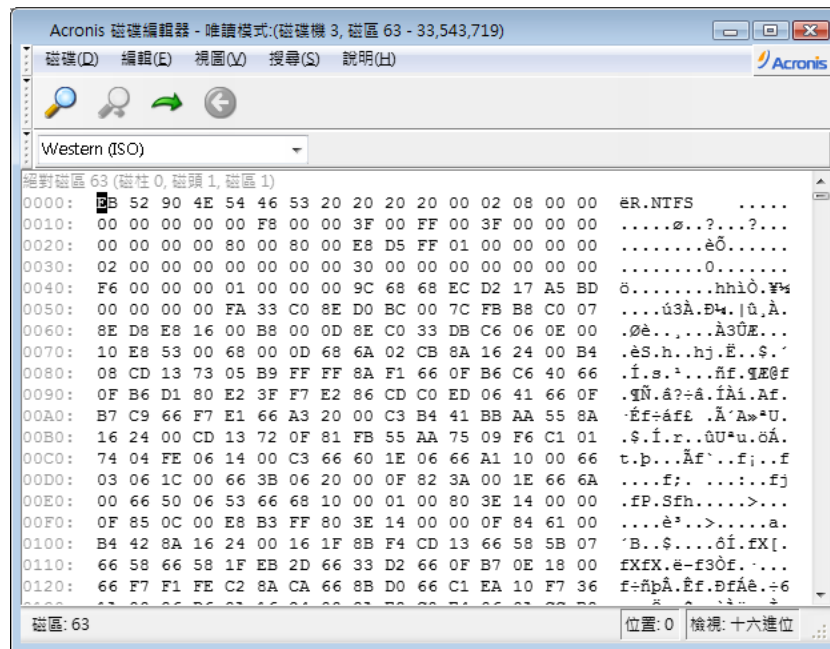 Acronis 磁碟編輯器 - 唯讀模式:(磁碟機 3, 磁區 63 - 33,543,719)
磁碟(D) 編輯(E) 視圖(V) 搜尋(S) 說明(H) Acronis
Western (ISO)
絕對磁區 63 (磁柱 0, 磁頭 1, 磁區 1)
0000: EB 52 90 4E 54 46 53 20 20 20 20 00 02 08 00 00 ëR.NTFS .....
0010: 00 00 00 00 00 F8 00 00 3F 00 FF 00 3F 00 00 00 .....ø..?...?...
0020: 00 00 00 00 80 00 80 00 E8 D5 FF 01 00 00 00 00 ........èÕ......
0030: 02 00 00 00 00 00 00 00 30 00 00 00 00 00 00 00 ........0.......
0040: F6 00 00 00 01 00 00 00 9C 68 68 EC D2 17 A5 BD ö........hhìÒ.¥½
0050: 00 00 00 00 FA 33 C0 8E D0 BC 00 7C FB B8 C0 07 ....ú3À.Ð¼.|û¸À.
0060: 8E D8 E8 16 00 B8 00 0D 8E C0 33 DB C6 06 0E 00 .Øè..¸...À3ÛÆ...
0070: 10 E8 53 00 68 00 0D 68 6A 02 CB 8A 16 24 00 B4 .èS.h..hj.Ë..$.´
0080: 08 CD 13 73 05 B9 FF FF 8A F1 66 0F B6 C6 40 66 .Í.s.¹...ñf.¶Æ@f
0090: 0F B6 D1 80 E2 3F F7 E2 86 CD C0 ED 06 41 66 0F .¶Ñ.â?÷â.ÍÀí.Af.
00A0: B7 C9 66 F7 E1 66 A3 20 00 C3 B4 41 BB AA 55 8A ·Éf÷áf£ .Ã´A»ªU.
00B0: 16 24 00 CD 13 72 0F 81 FB 55 AA 75 09 F6 C1 01 .$.Í.r..ûUªu.öÁ.
00C0: 74 04 FE 06 14 00 C3 66 60 1E 06 66 A1 10 00 66 t.þ...Ãf`..f¡..f
00D0: 03 06 1C 00 66 3B 06 20 00 0F 82 3A 00 1E 66 6A ....f;. ...:..fj
00E0: 00 66 50 06 53 66 68 10 00 01 00 80 3E 14 00 00 .fP.Sfh.....>...
00F0: 0F 85 0C 00 E8 B3 FF 80 3E 14 00 00 0F 84 61 00 ....è³..>.....a.
0100: B4 42 8A 16 24 00 16 1F 8B F4 CD 13 66 58 5B 07 ´B..$....ôÍ.fX[.
0110: 66 58 66 58 1F EB 2D 66 33 D2 66 0F B7 0E 18 00 fXfX.ë-f3Òf.·...
0120: 66 F7 F1 FE C2 8A CA 66 8B D0 66 C1 EA 10 F7 36 f÷ñþÂ.Êf.ÐfÁê.÷6
磁區: 63 位置: 0 檢視: 十六進位